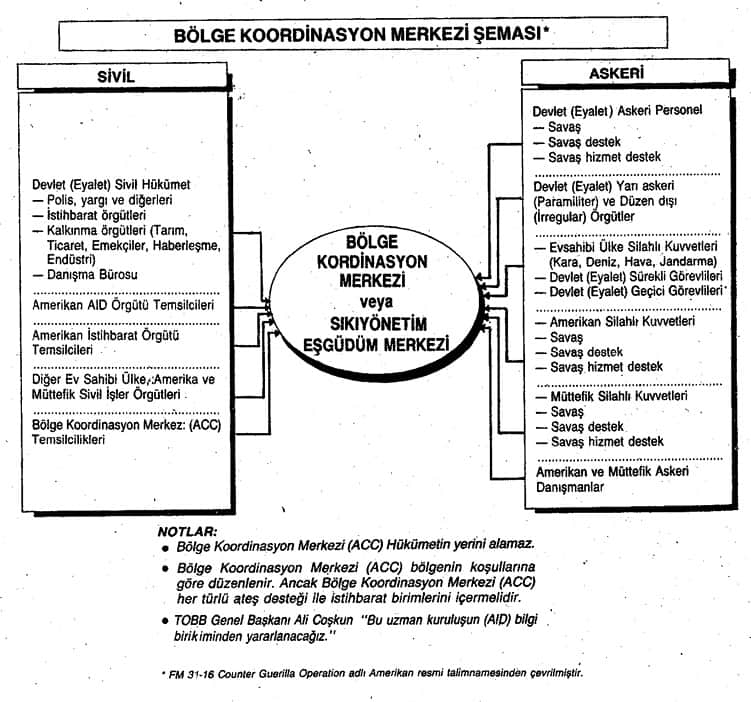 BÖLGE KOORDİNASYON MERKEZİ ŞEMASI*
SİVİL
Devlet (Eyalet) Sivil Hükümet
— Polis, yargı ve diğerleri
— İstihbarat örgütleri
— Kalkınma örgütleri (Tarım,
Ticaret, Emekçiler, Haberleşme,
Endüstri)
— Danışma Bürosu
Amerikan AID Örgütü Temsilcileri
Amerikan İstihbarat Örgütü
Temsilcileri
Diğer Ev Sahibi Ülke, Amerika ve
Müttefik Sivil İşler Örgütleri
Bölge Koordinasyon Merkez: (ACC)
Temsilcilikleri
BÖLGE
KORDİNASYON
MERKEZİ
veya
SIKIYÖNETİM
EŞGÜDÜM MERKEZİ
ASKERİ
Devlet (Eyalet) Askeri Personel
— Savaş
— Savaş destek
— Savaş hizmet destek
Devlet (Eyalet) Yarı askeri
(Paramiliter) ve Düzen dışı
(İrregular) Örgütler
— Evsahibi Ülke Silahlı Kuvvetleri
(Kara, Deniz, Hava, Jandarma)
— Devlet (Eyalet) Sürekli Görevlileri
— Devlet (Eyalet) Geçici Görevlileri
— Amerikan Silahlı Kuvvetleri
— Savaş
— Savaş destek
— Savaş hizmet destek
— Müttefik Silahlı Kuvvetleri
— Savaş
— Savaş destek
— Savaş hizmet destek
Amerikan ve Müttefik Askeri
Danışmanlar
NOTLAR:
• Bölge Koordinasyon Merkezi (ACC) Hükümetin yerini alamaz.
• Bölge Koordinasyon Merkezi (ACC) bölgenin koşullarına
göre düzenlenir. Ancak Bölge Koordinasyon Merkezi (ACC)
her türlü ateş desteği ile istihbarat birimlerini içermelidir.
• TOBB Genel Başkanı Ali Coşkun "Bu uzman kuruluşun (AID) bilgi
birikiminden yararlanacağız."
* FM 31-16 Counter Guerilla Operation adlı Amerikan resmi talimnamesinden çevrilmiştir.